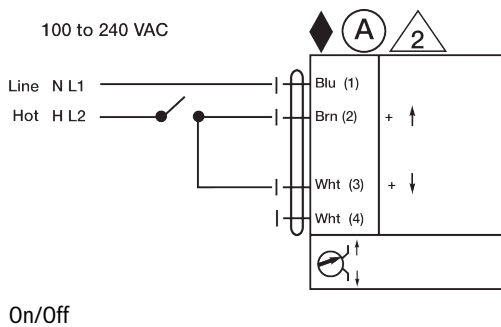 100 to 240 VAC
A
2
Line N L1
Blu (1)
Hot H L2
Brn (2)
+
Wht (3)
+
Wht (4)
On/Off